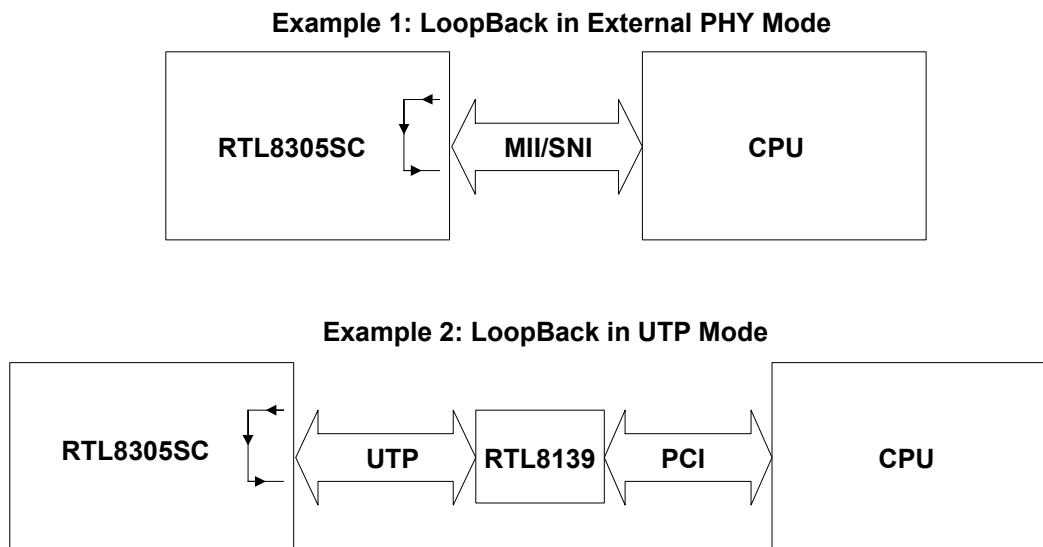 Example 1: LoopBack in External PHY Mode
RTL8305SC
MII/SNI
CPU
Example 2: LoopBack in UTP Mode
RTL8305SC
UTP
RTL8139
PCI
CPU